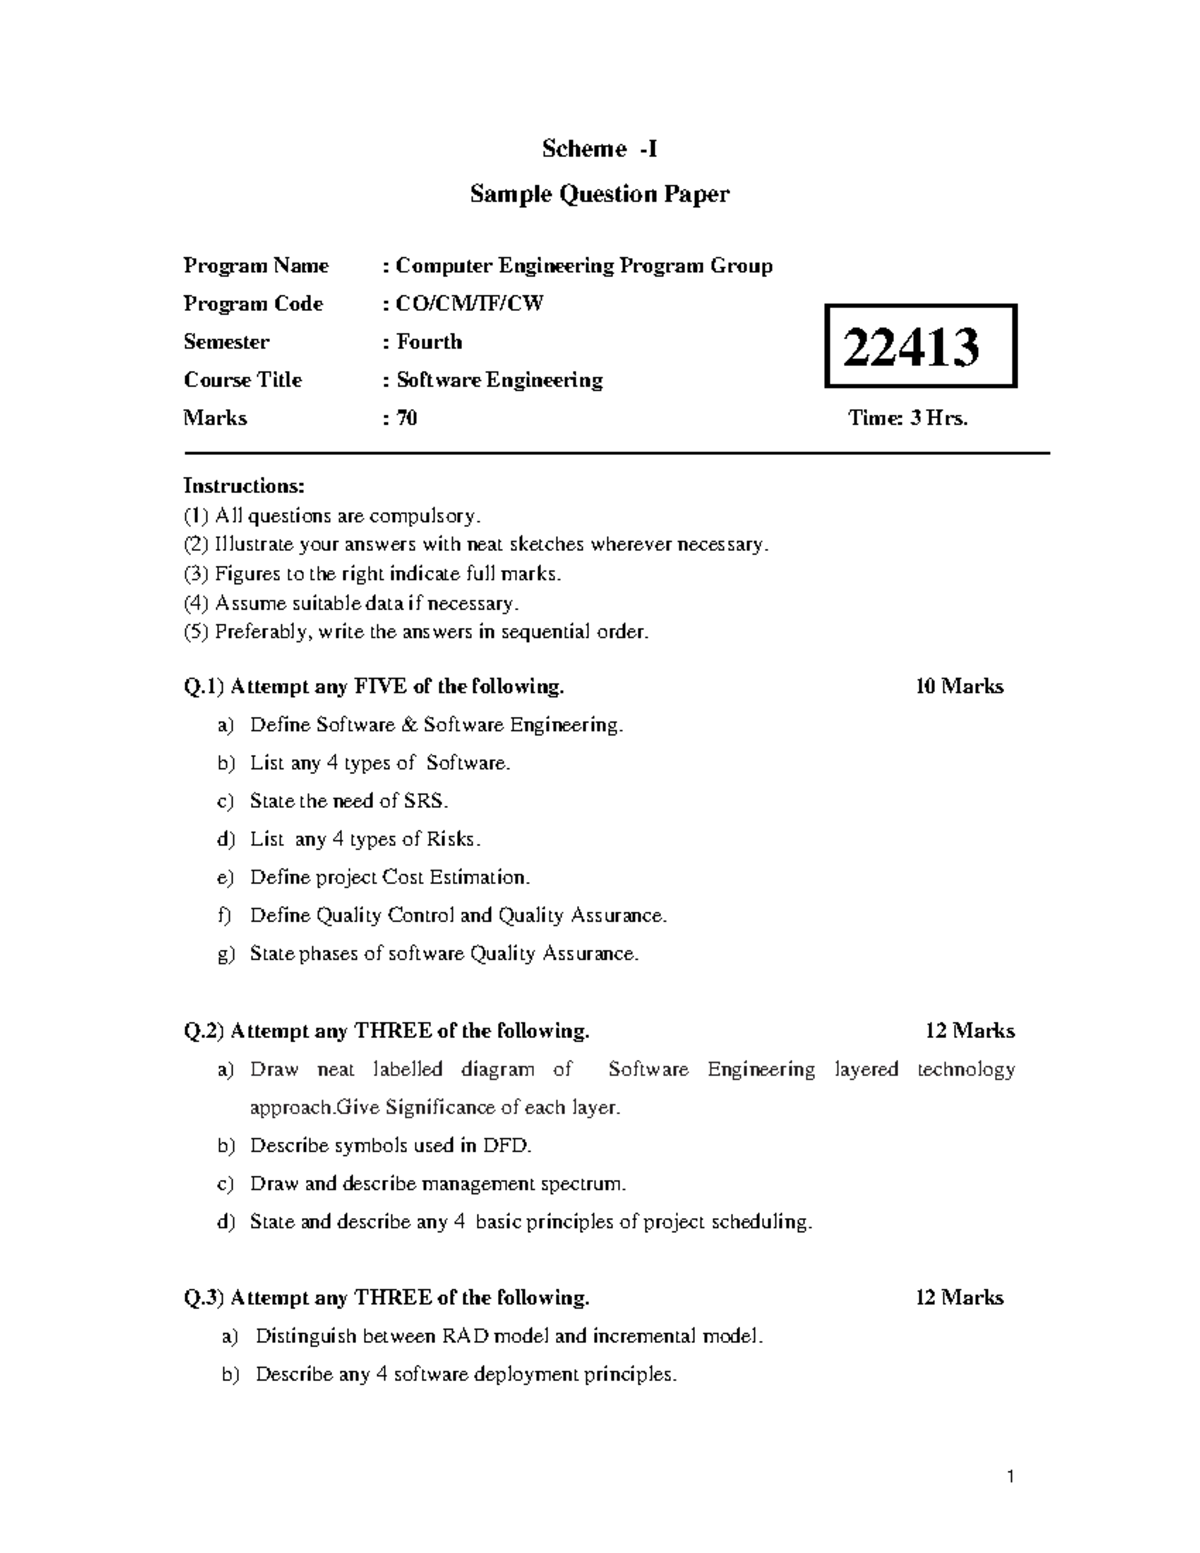 Scheme -I
Sample Question Paper
Program Name : Computer Engineering Program Group
Program Code : CO/CM/IF/CW
Semester : Fourth
22413
Course Title : Software Engineering
Marks : 70 Time: 3 Hrs.
Instructions:
(1) All questions are compulsory.
(2) Illustrate your answers with neat sketches wherever necessary.
(3) Figures to the right indicate full marks.
(4) Assume suitable data if necessary.
(5) Preferably, write the answers in sequential order.
Q.1) Attempt any FIVE of the following. 10 Marks
a) Define Software & Software Engineering.
b) List any 4 types of Software.
c) State the need of SRS.
d) List any 4 types of Risks.
e) Define project Cost Estimation.
f) Define Quality Control and Quality Assurance.
g) State phases of software Quality Assurance.
Q.2) Attempt any THREE of the following. 12 Marks
a) Draw neat labelled diagram of Software Engineering layered technology
approach.Give Significance of each layer.
b) Describe symbols used in DFD.
c) Draw and describe management spectrum.
d) State and describe any 4 basic principles of project scheduling.
Q.3) Attempt any THREE of the following. 12 Marks
a) Distinguish between RAD model and incremental model.
b) Describe any 4 software deployment principles.
1